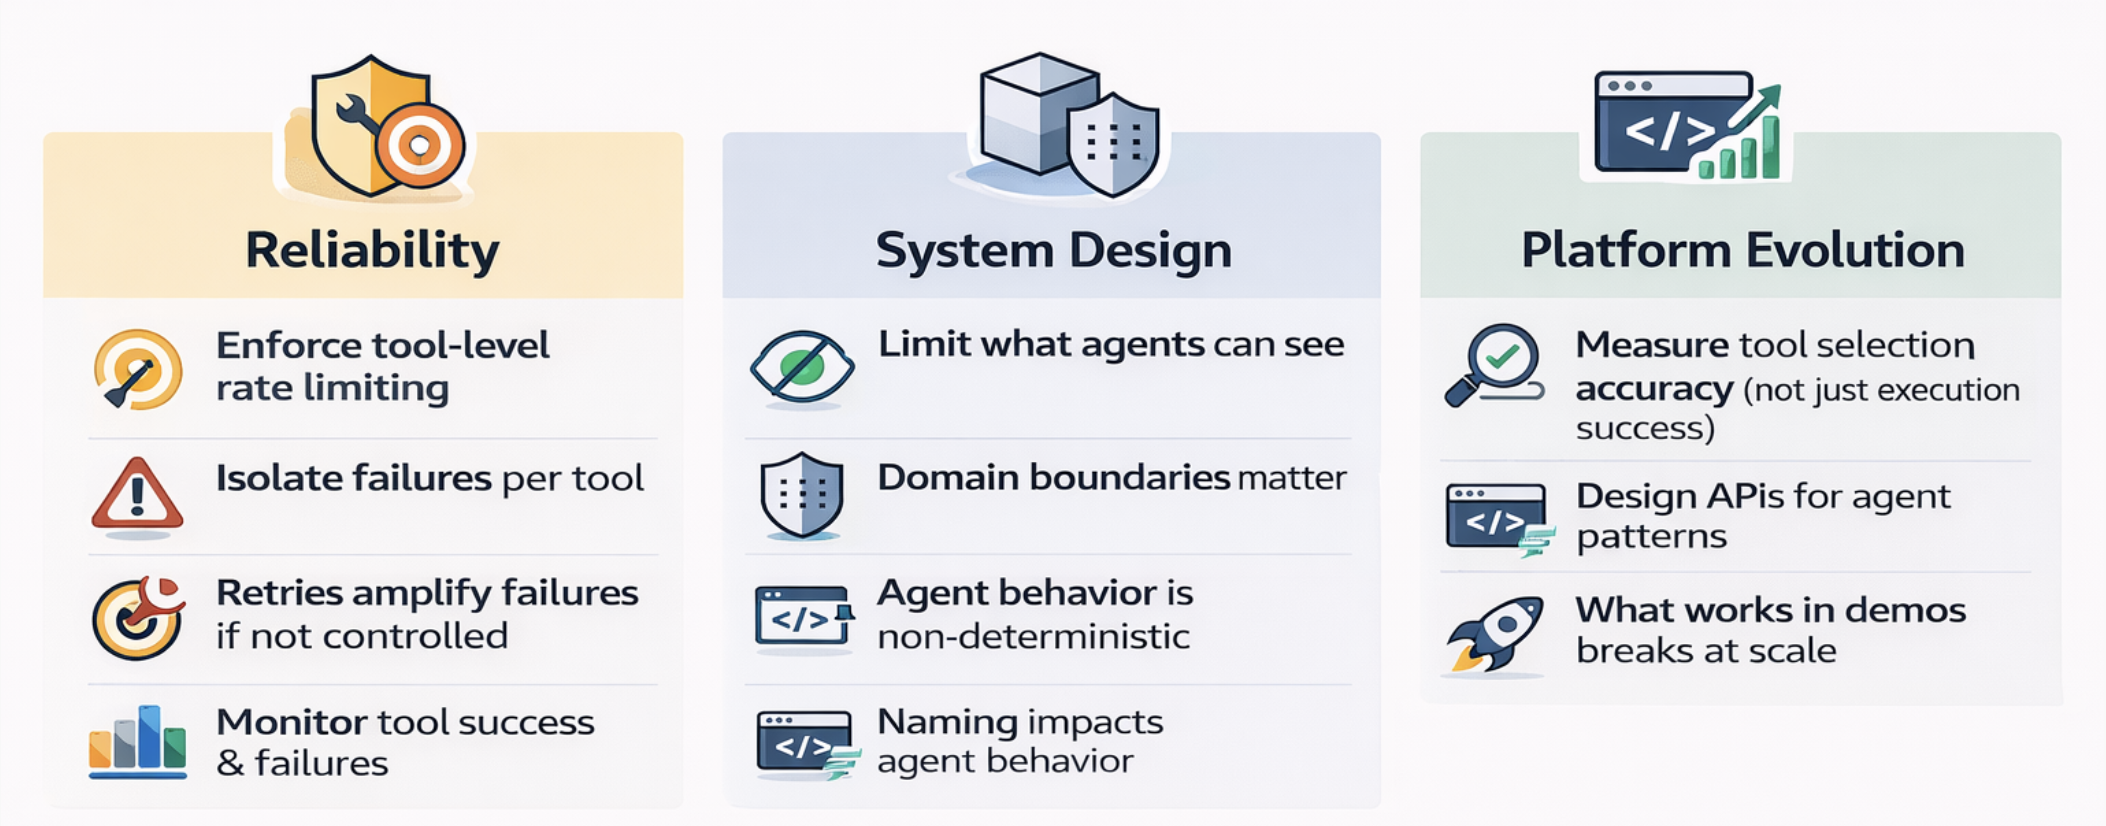 Reliability
Enforce tool-level
rate limiting
Isolate failures per tool
Retries amplify failures
if not controlled
Monitor tool success
& failures
System Design
Limit what agents can see
Domain boundaries matter
Agent behavior is
non-deterministic
Naming impacts
agent behavior
Platform Evolution
</>
Measure tool selection
accuracy (not just execution
success)
Design APis for agent
patterns
What works in demos
breaks at scale